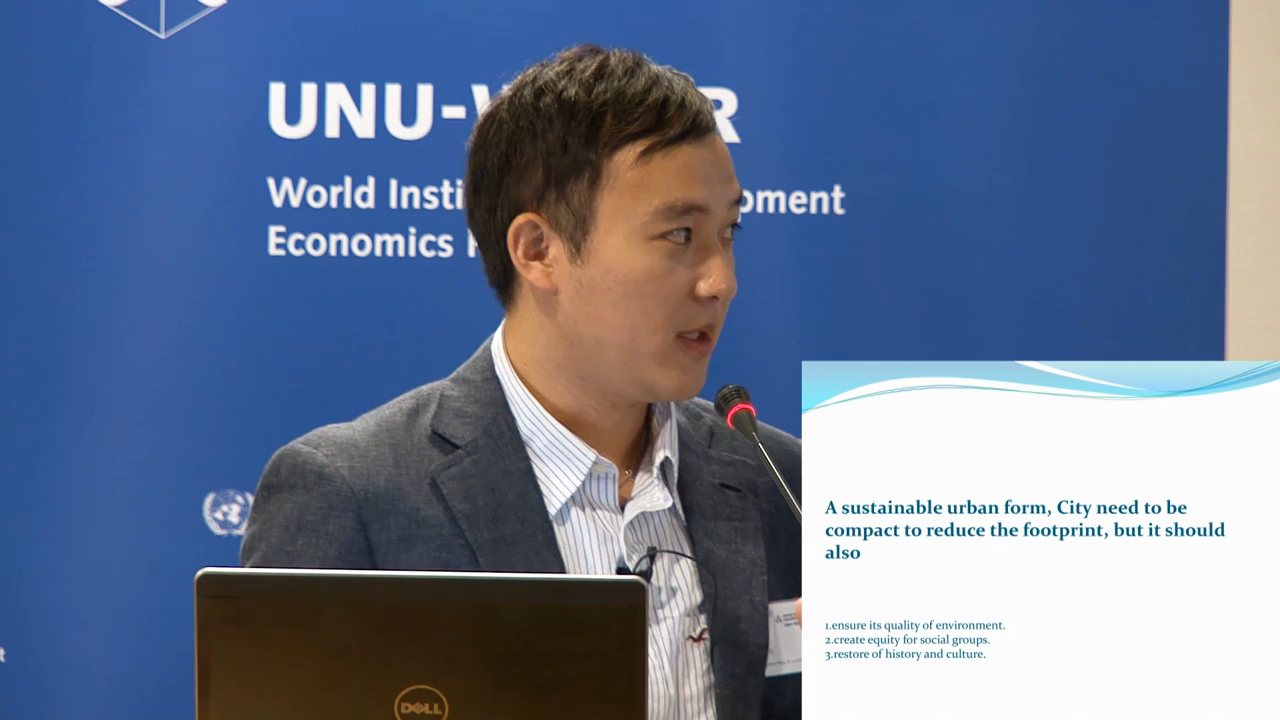 UNU-W R
World Insti opment
Economics
DELL
A sustainable urban form, City need to be
compact to reduce the footprint, but it should
also
1.ensure its quality of environment.
2.create equity for social groups.
3.restore of history and culture.